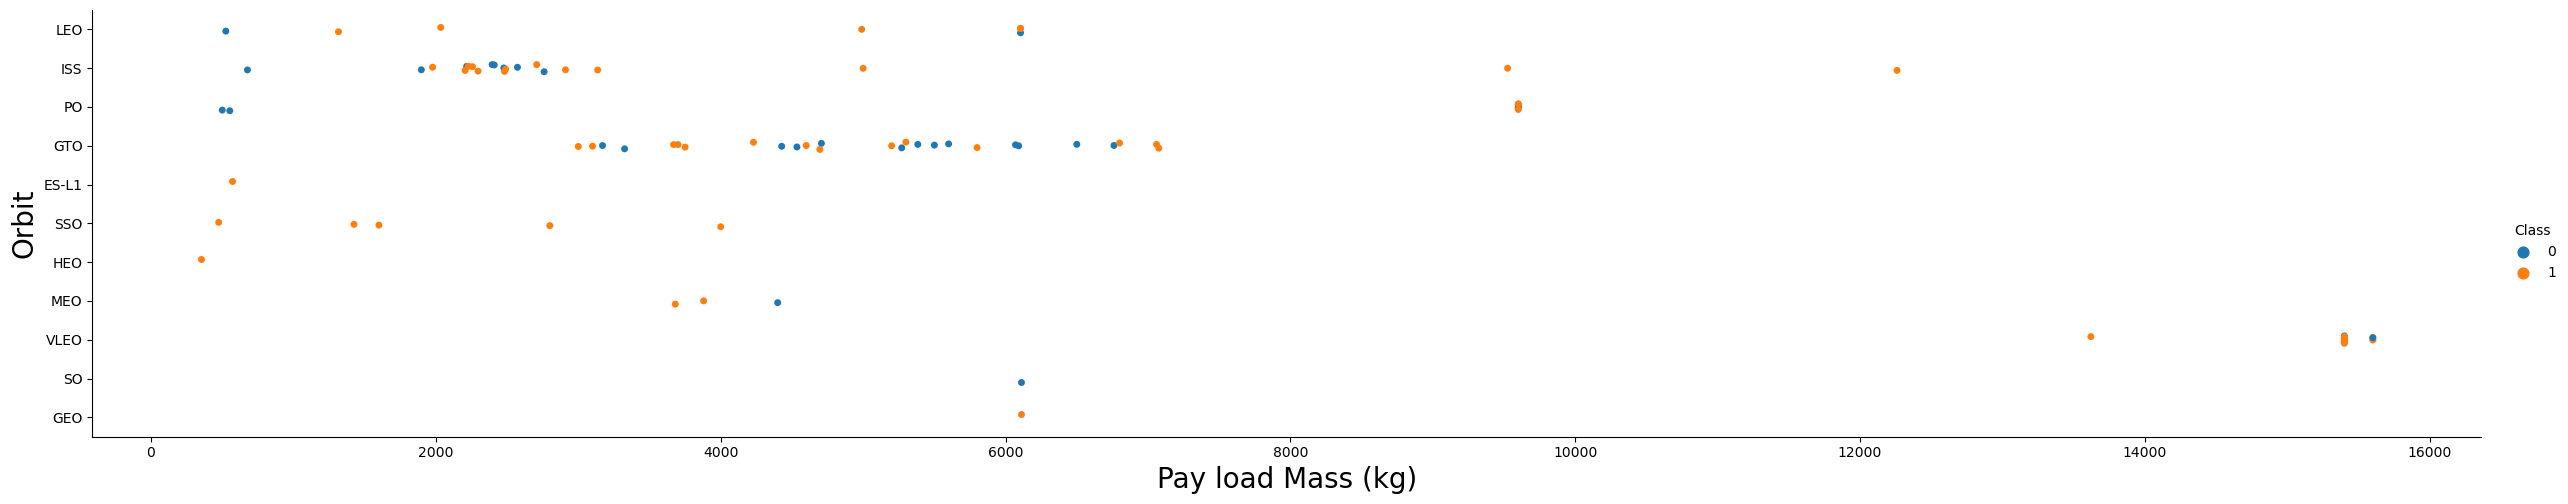 LEO
ISS
PO
GTO
ES-L1
SSO
HEO
MEO
VLEO
SO
GEO
Orbit
0 2000 4000 6000 8000 10000 12000 14000 16000
Pay load Mass (kg)
Class
0
1